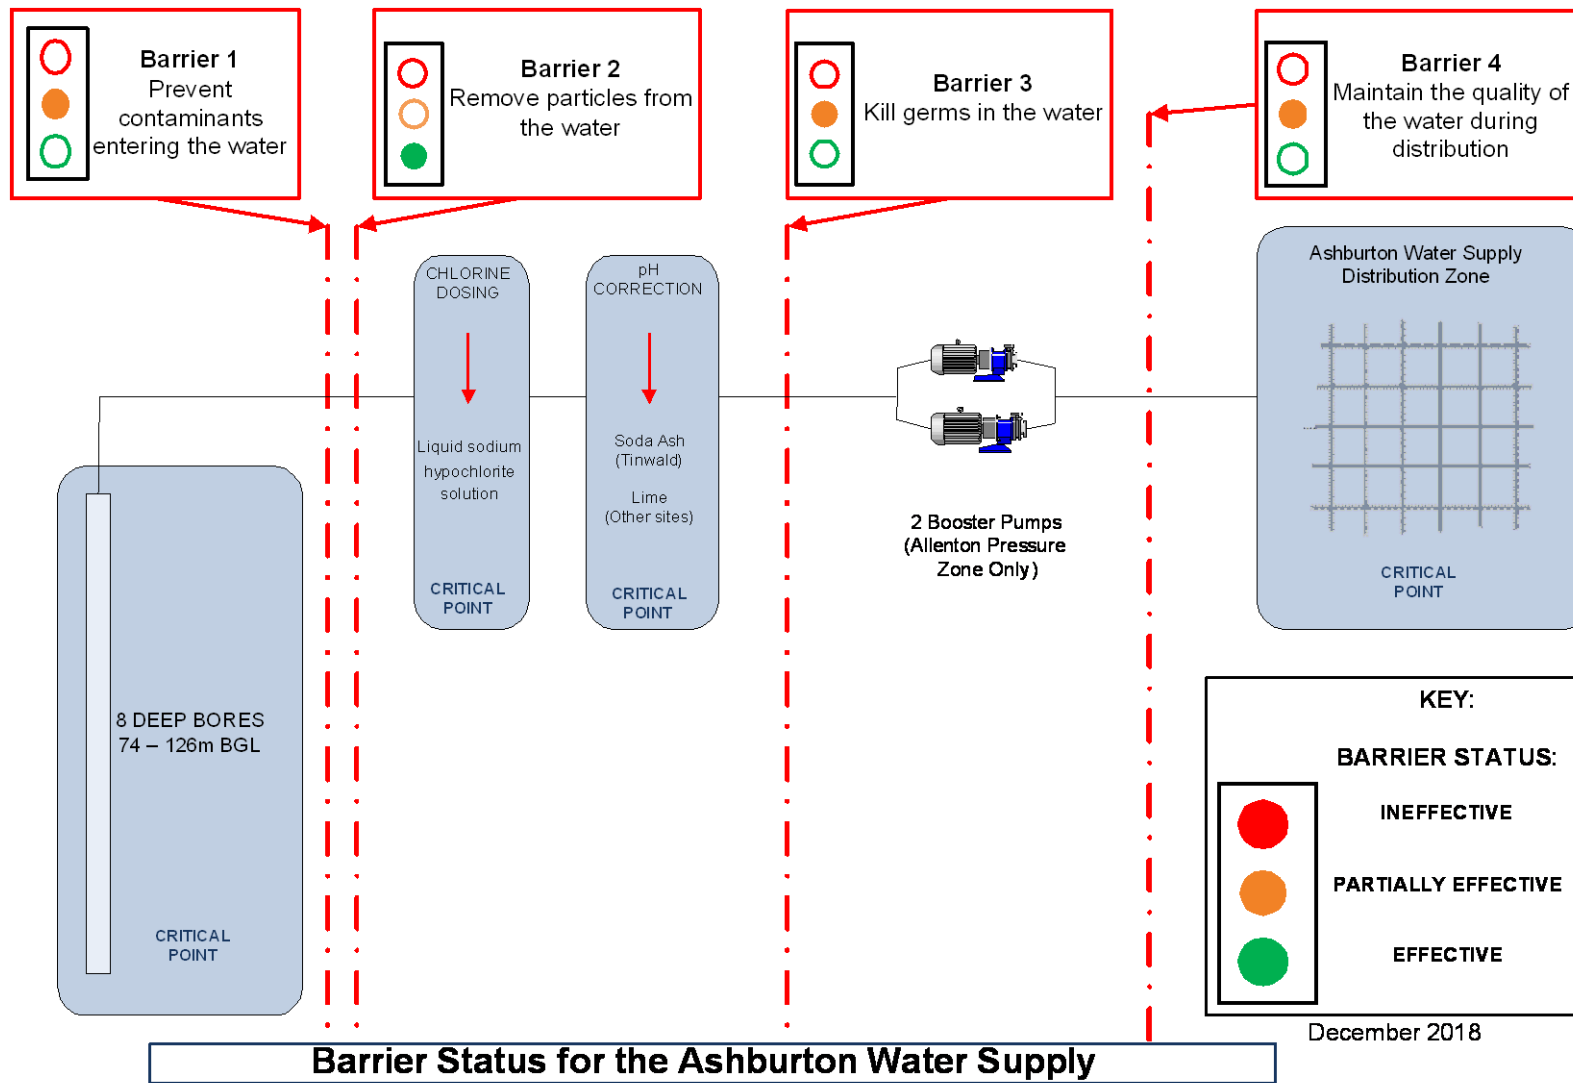 Barrier 1
Prevent
contaminants
entering the water
Barrier 2
Remove particles from
the water
Barrier 3
Kill germs in the water
Barrier 4
Maintain the quality of
the water during
distribution
CHLORINE
DOSING
Liquid sodium
hypochlorite
solution
CRITICAL
POINT
pH
CORRECTION
Soda Ash
(Tinwald)
Lime
(Other sites)
CRITICAL
POINT
2 Booster Pumps
(Allenton Pressure
Zone Only)
Ashburton Water Supply
Distribution Zone
CRITICAL
POINT
8 DEEP BORES
74 – 126m BGL
CRITICAL
POINT
KEY:
BARRIER STATUS:
INEFFECTIVE
PARTIALLY EFFECTIVE
EFFECTIVE
December 2018
Barrier Status for the Ashburton Water Supply